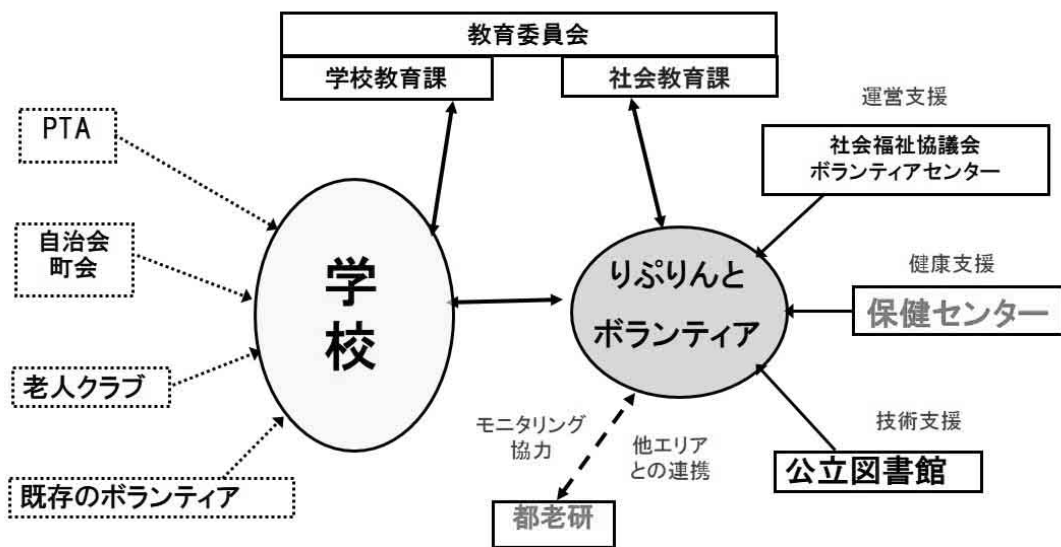 教育委員会
学校教育課
社会教育課
運営支援
PTA
社会福祉協議会
ボランティアセンター
自治会
町会
学
校
りぷりんと
ボランティア
健康支援
保健センター
老人クラブ
モニタリング
協力
他エリア
との連携
技術支援
公立図書館
既存のボランティア
都老研